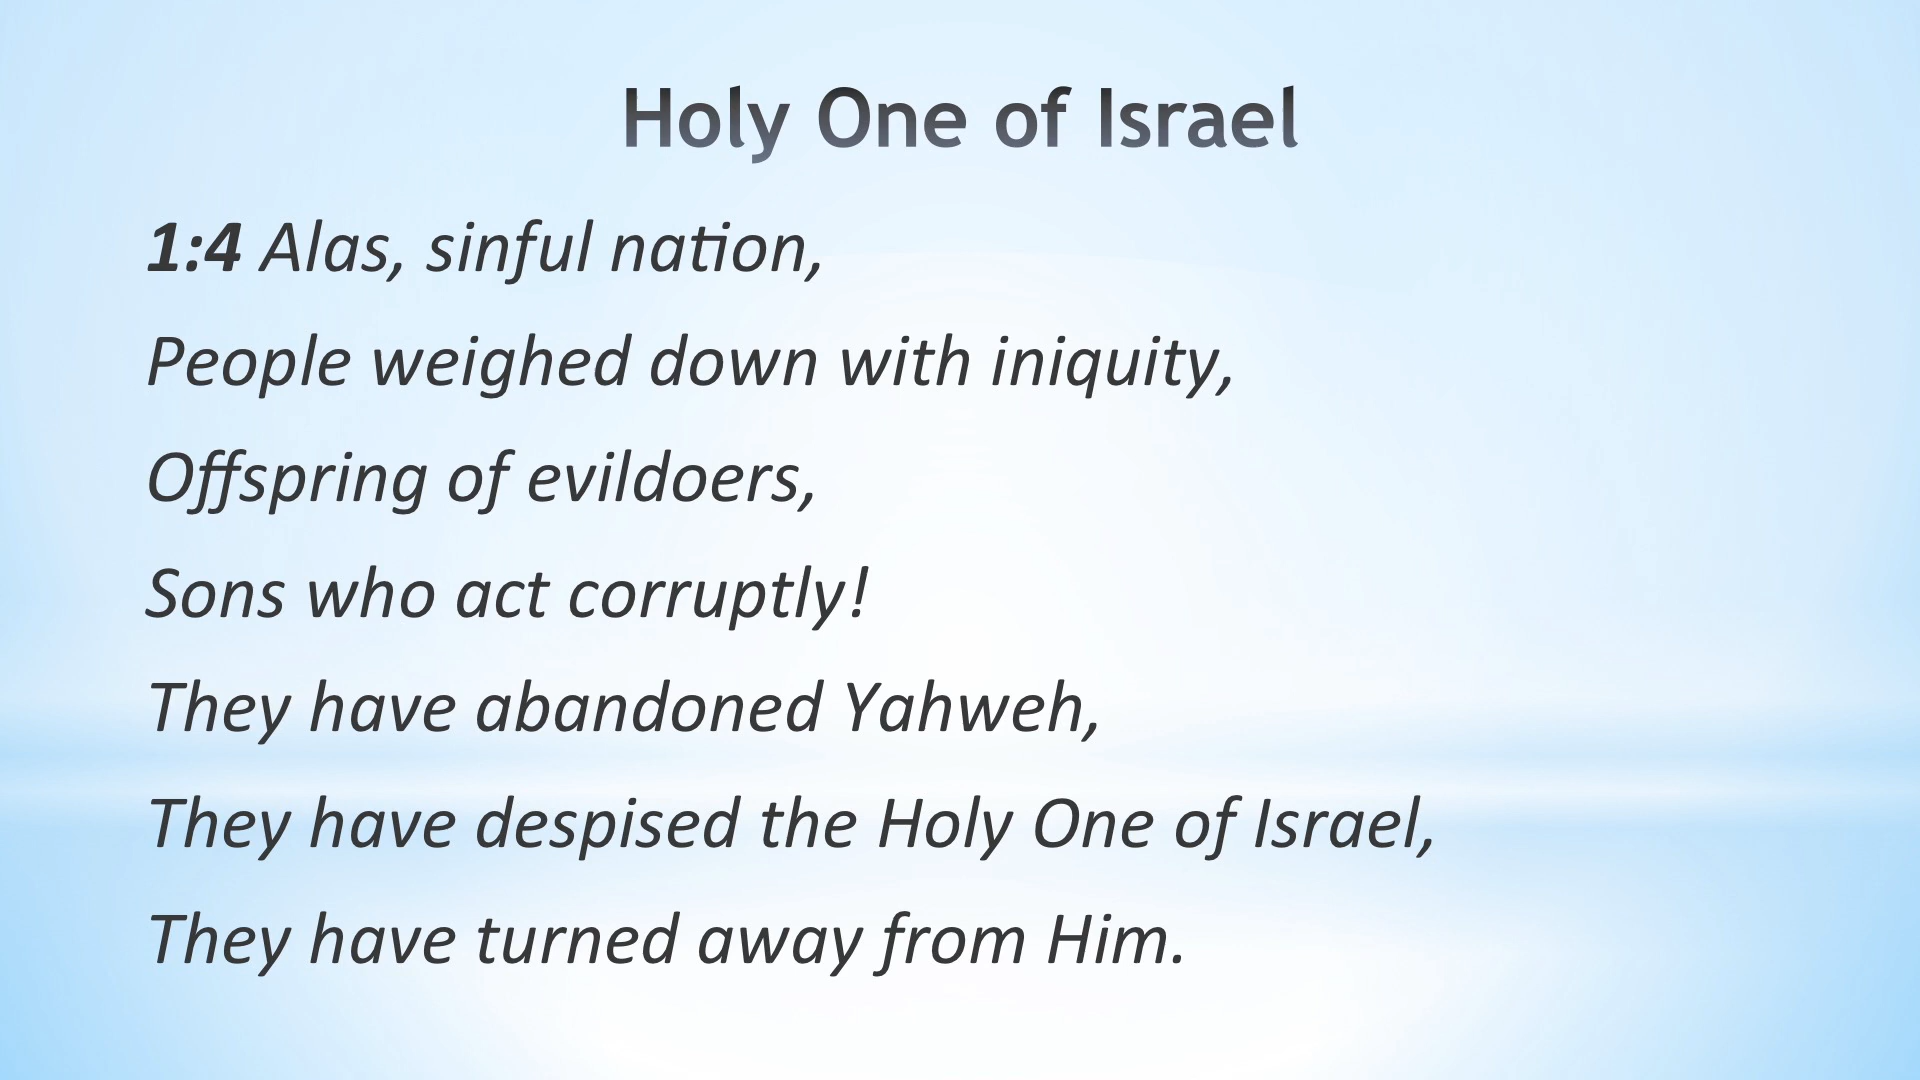 Holy One of Israel
1:4 Alas, sinful nation,
People weighed down with iniquity,
Offspring of evildoers,
Sons who act corruptly!
They have abandoned Yahweh,
They have despised the Holy One of Israel,
They have turned away from Him.